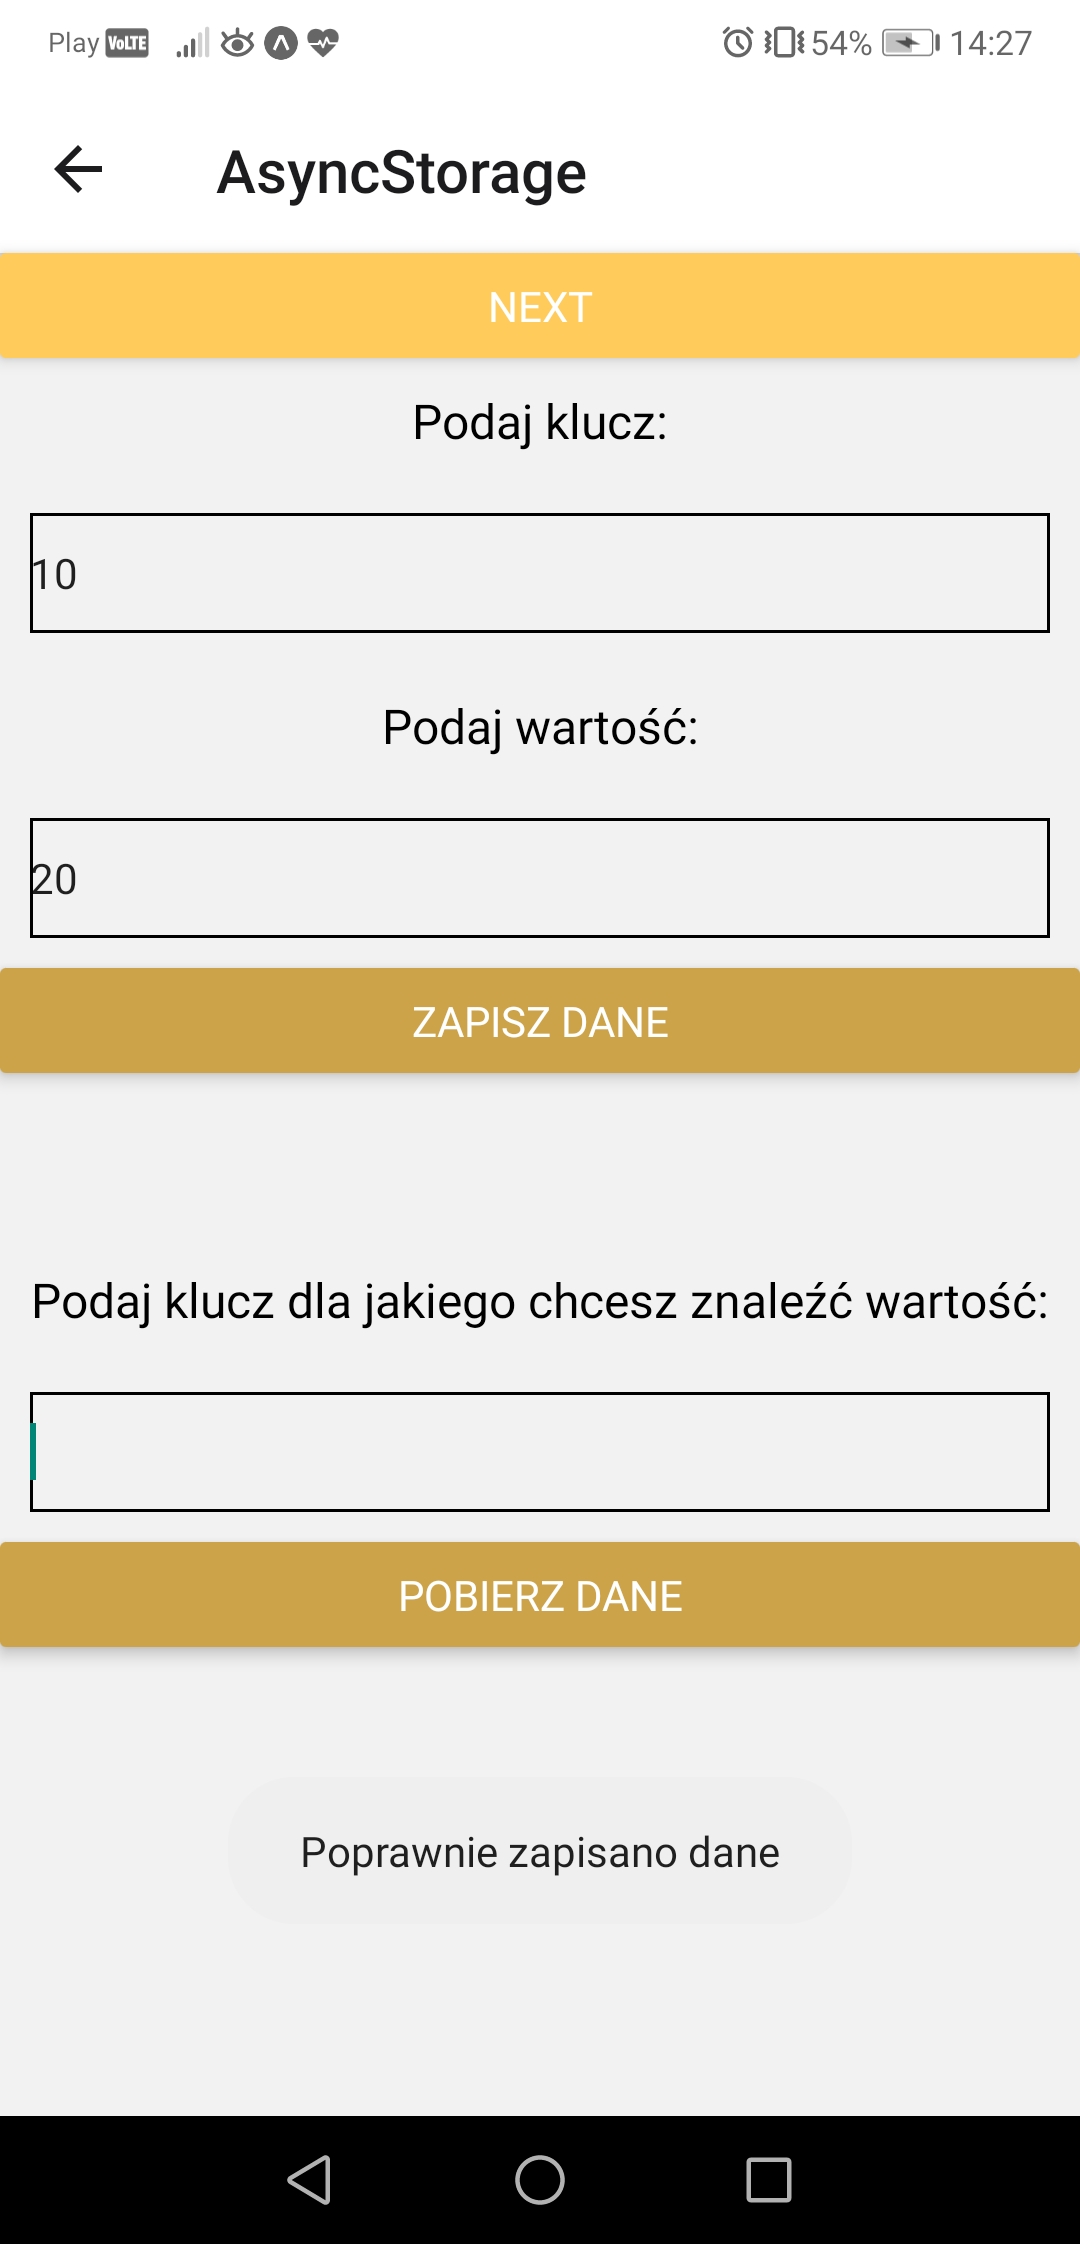 Play VoLTE 54% 14:27
AsyncStorage
NEXT
Podaj klucz:
10
Podaj wartość:
20
ZAPISZ DANE
Podaj klucz dla jakiego chcesz znaleźć wartość:
POBIERZ DANE
Poprawnie zapisano dane